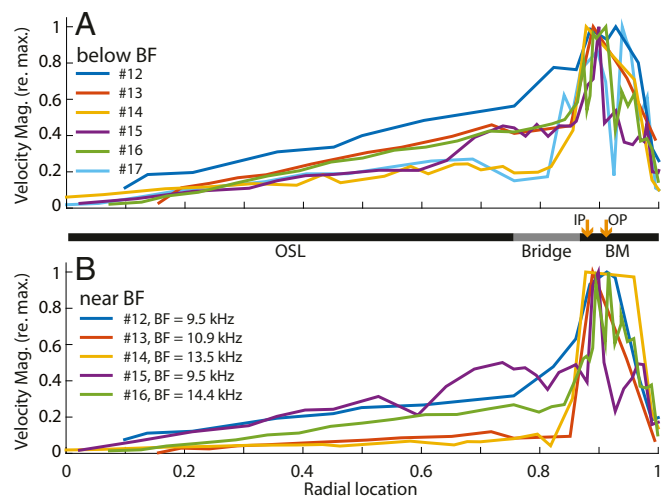 A
Velocity Mag. (re. max.)
1
0.8
0.6
0.4
0.2
0
below BF
#12
#13
#14
#15
#16
#17
IP
OP
OSL
Bridge
BM
B
Velocity Mag. (re. max.)
1
0.8
0.6
0.4
0.2
0
near BF
#12, BF = 9.5 kHz
#13, BF = 10.9 kHz
#14, BF = 13.5 kHz
#15, BF = 9.5 kHz
#16, BF = 14.4 kHz
0 0.2 0.4 0.6 0.8 1
Radial location